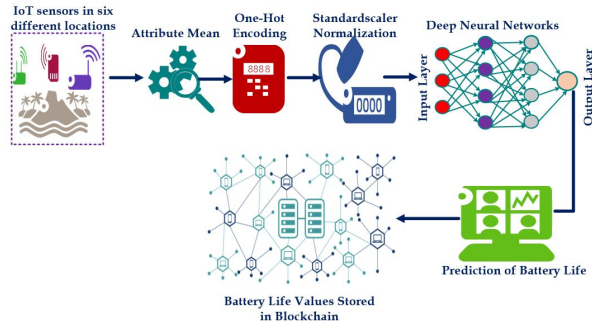 IoT sensors in six
different locations
Attribute Mean
One-Hot
Encoding
8888
Standardscaler
Normalization
0000
Deep Neural Networks
Input Layer
Output Layer
Prediction of Battery Life
Battery Life Values Stored
in Blockchain